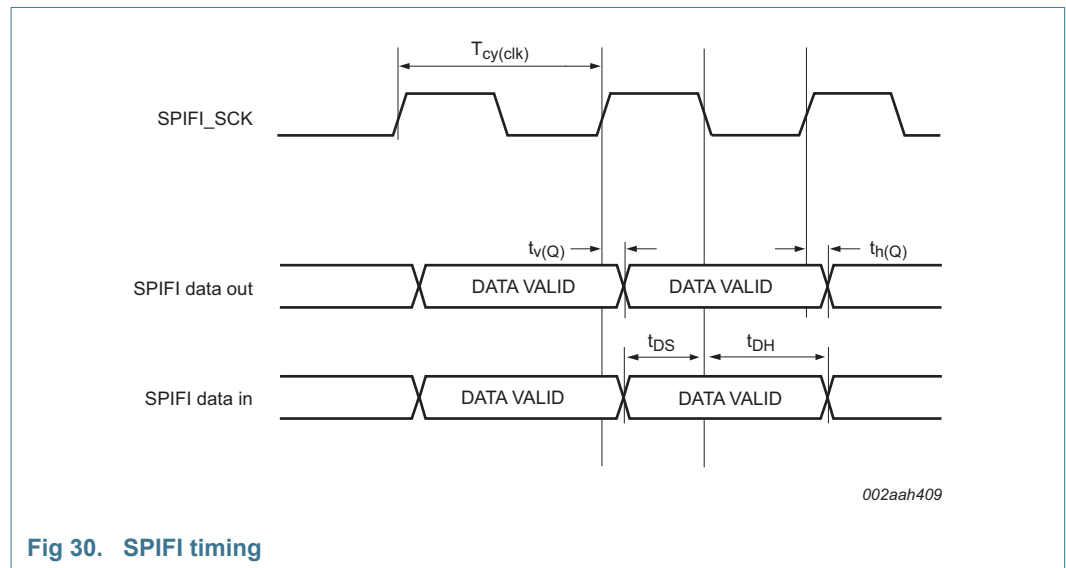 Tcy(clk)
SPIFI_SCK
tv(Q)
th(Q)
SPIFI data out
DATA VALID
DATA VALID
tDS
tDH
SPIFI data in
DATA VALID
DATA VALID
002aah409
Fig 30. SPIFI timing